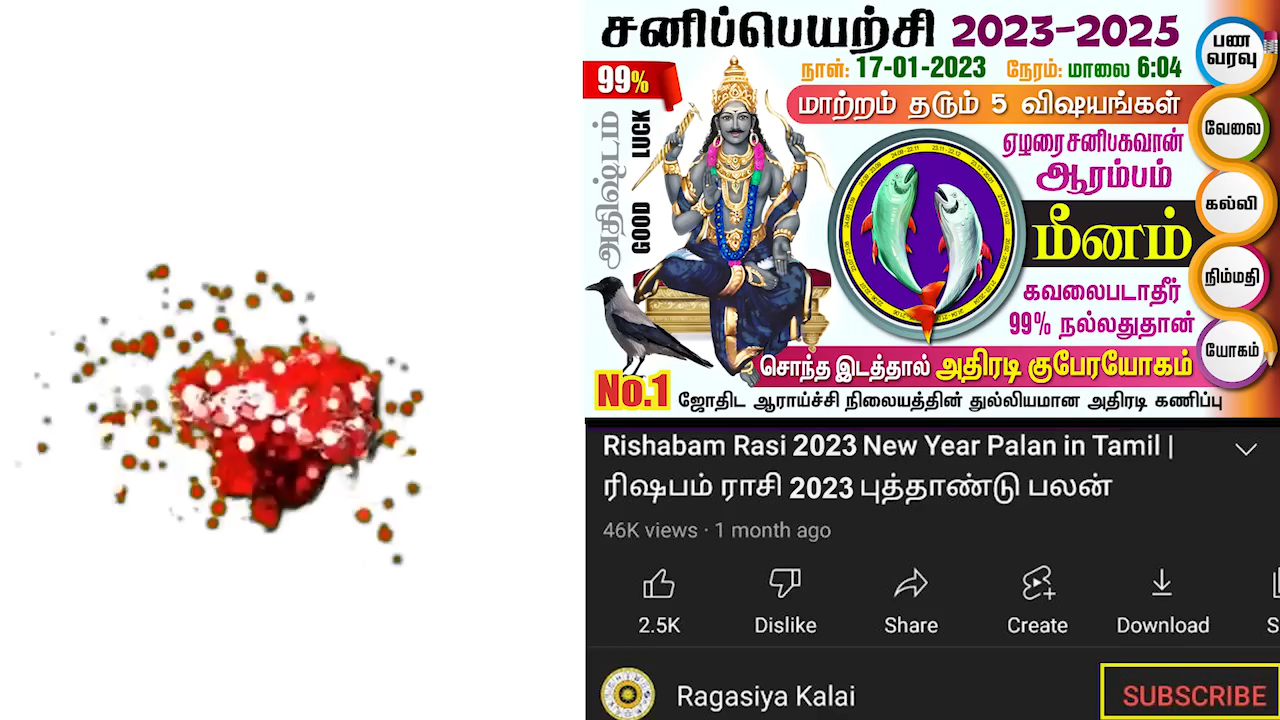 சனிப்பெயற்சி 2023-2025
நாள்: 17-01-2023 நேரம்: மாலை 6:04
99%
மாற்றம் தரும் 5 விஷயங்கள்
அதிஷ்டம்
GOOD LUCK
ஏழரை சனிபகவான்
ஆரம்பம்
மீனம்
கவலைபடாதீர்
99% நல்லதுதான்
பண
வரவு
வேலை
கல்வி
நிம்மதி
யோகம்
சொந்த இடத்தால் அதிரடி குபேரயோகம்
No.1 ஜோதிட ஆராய்ச்சி நிலையத்தின் துல்லியமான அதிரடி கணிப்பு
Rishabam Rasi 2023 New Year Palan in Tamil |
ரிஷபம் ராசி 2023 புத்தாண்டு பலன்
46K views · 1 month ago
2.5K Dislike Share Create Download S
Ragasiya Kalai SUBSCRIBE